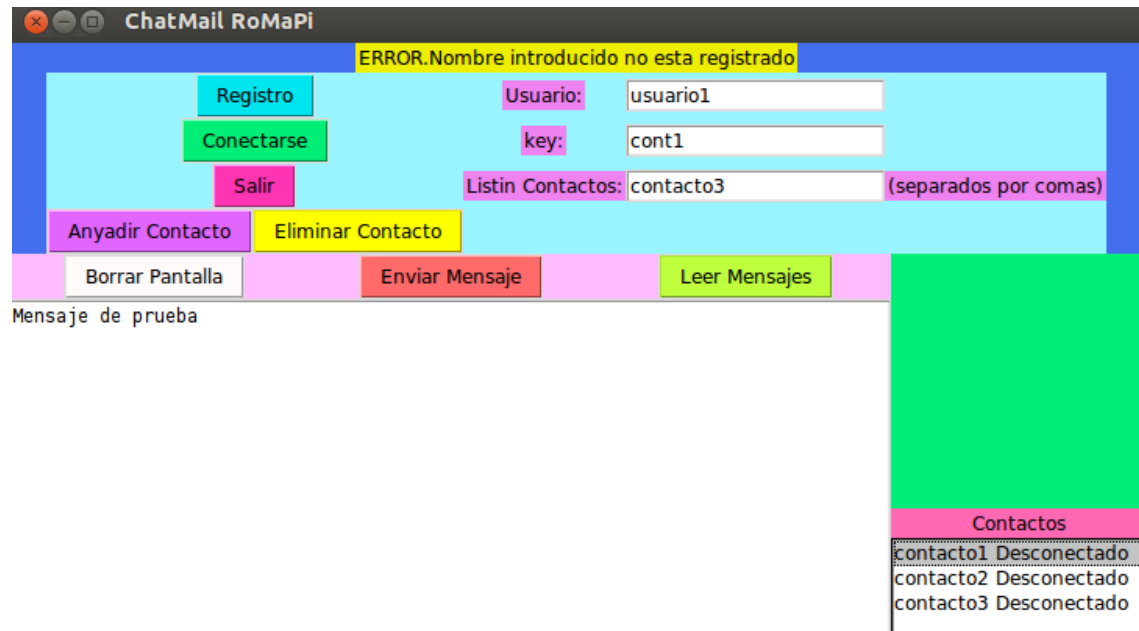 ChatMail RoMaPi
ERROR.Nombre introducido no esta registrado
Registro Usuario: usuario1
Conectarse key: cont1
Salir Listin Contactos: contacto3 (separados por comas)
Anyadir Contacto Eliminar Contacto
Borrar Pantalla Enviar Mensaje Leer Mensajes
Mensaje de prueba
Contactos
contacto1 Desconectado
contacto2 Desconectado
contacto3 Desconectado